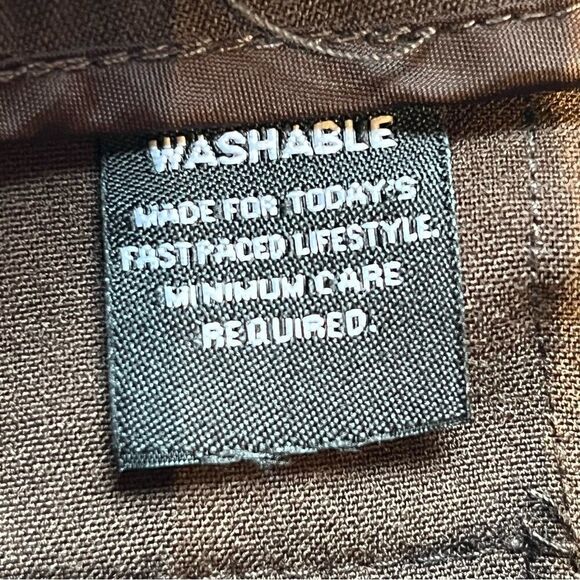 WASHABLE
MADE FOR TODAY'S
FASTPACED LIFESTYLE.
MINIMUM CARE
REQUIRED.